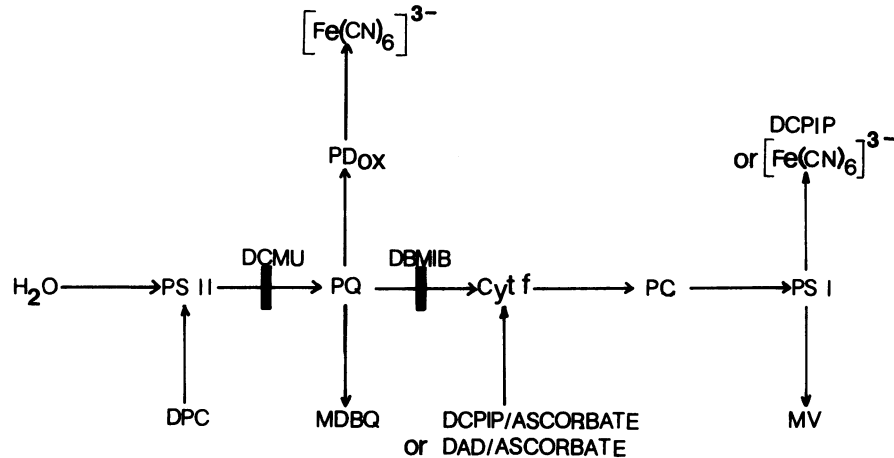 [Fe(CN)6]3−
DCPIP
or [Fe(CN)6]3−
PDOX
DCMU
DBMIB
H2O
PS II
PQ
Cyt f
PC
PS I
DPC
MDBQ
DCPIP/ASCORBATE
or DAD/ASCORBATE
MV